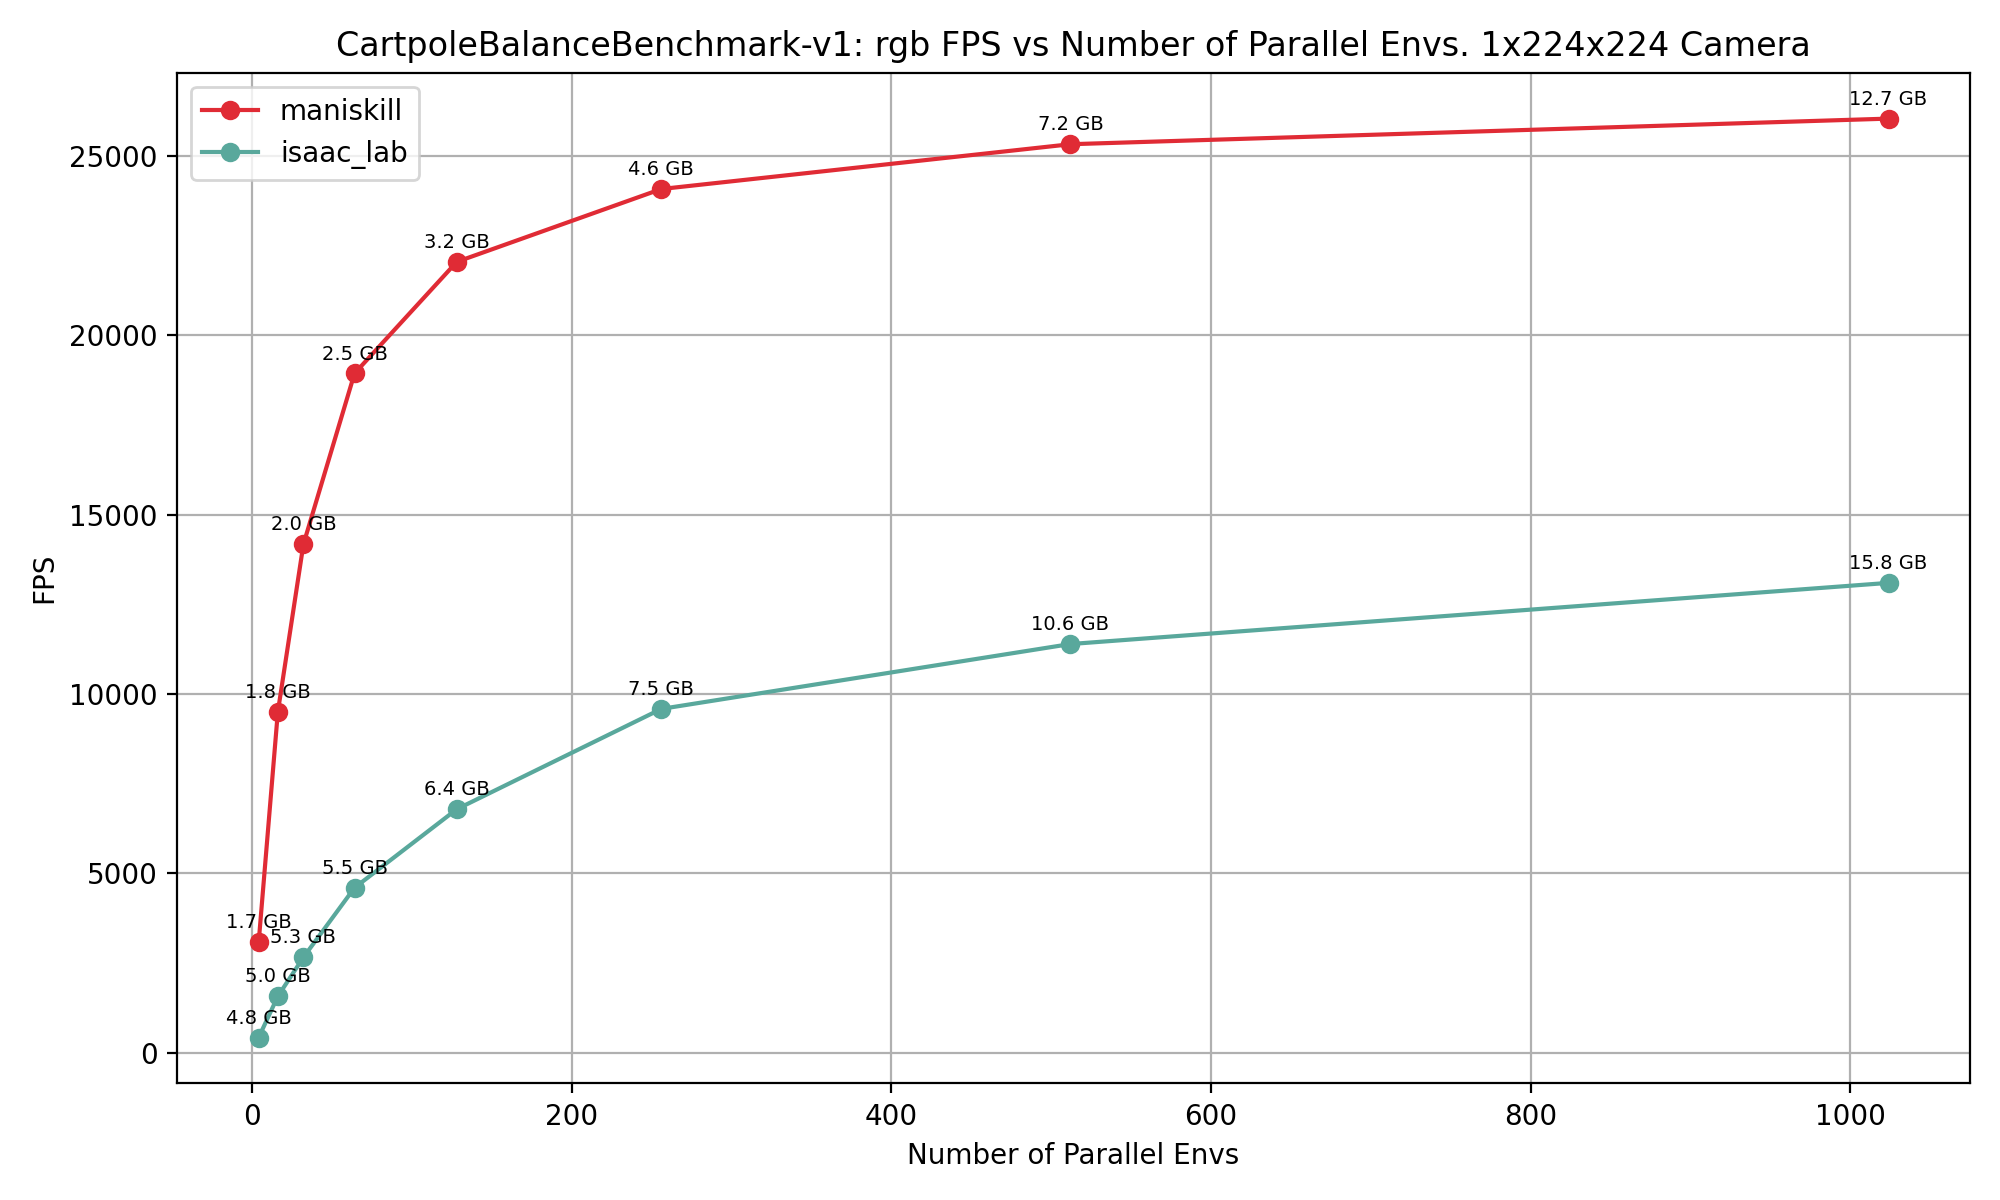 CartpoleBalanceBenchmark-v1: rgb FPS vs Number of Parallel Envs. 1x224x224 Camera
maniskill
isaac_lab
12.7 GB
7.2 GB
4.6 GB
3.2 GB
2.5 GB
2.0 GB
1.8 GB
1.7 GB
15.8 GB
10.6 GB
7.5 GB
6.4 GB
5.5 GB
5.3 GB
5.0 GB
4.8 GB
25000
20000
15000
10000
5000
0
FPS
0 200 400 600 800 1000
Number of Parallel Envs